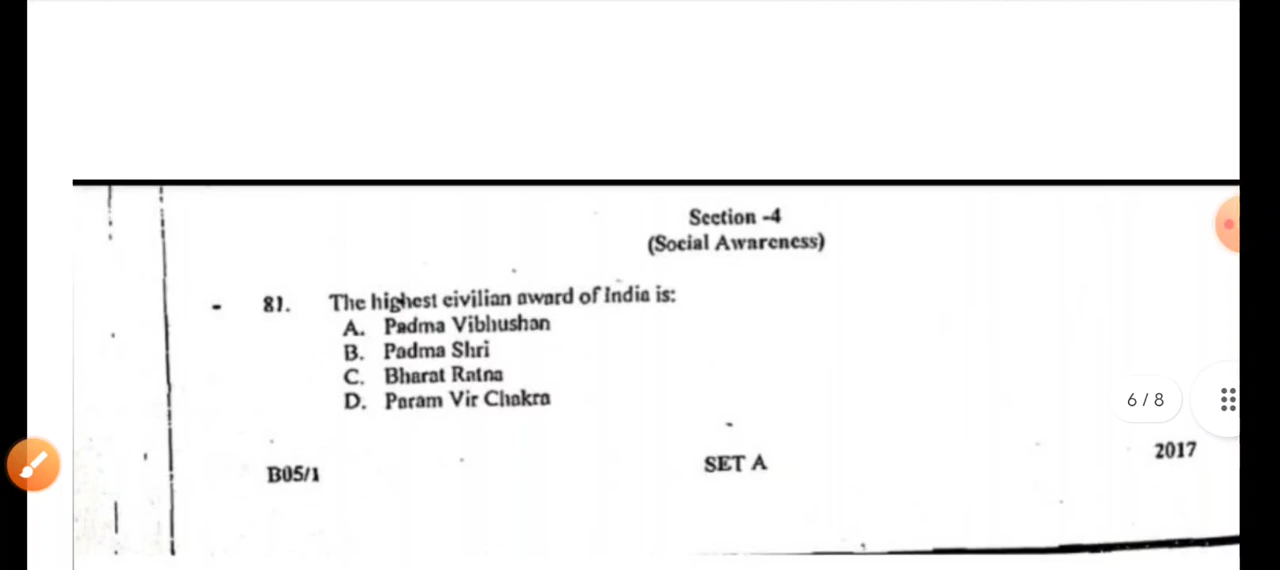 Section -4
(Social Awareness)
- 81. The highest civilian award of India is:
A. Padma Vibhushan
B. Padma Shri
C. Bharat Ratna
D. Param Vir Chakra
6 / 8
B05/1 SET A 2017